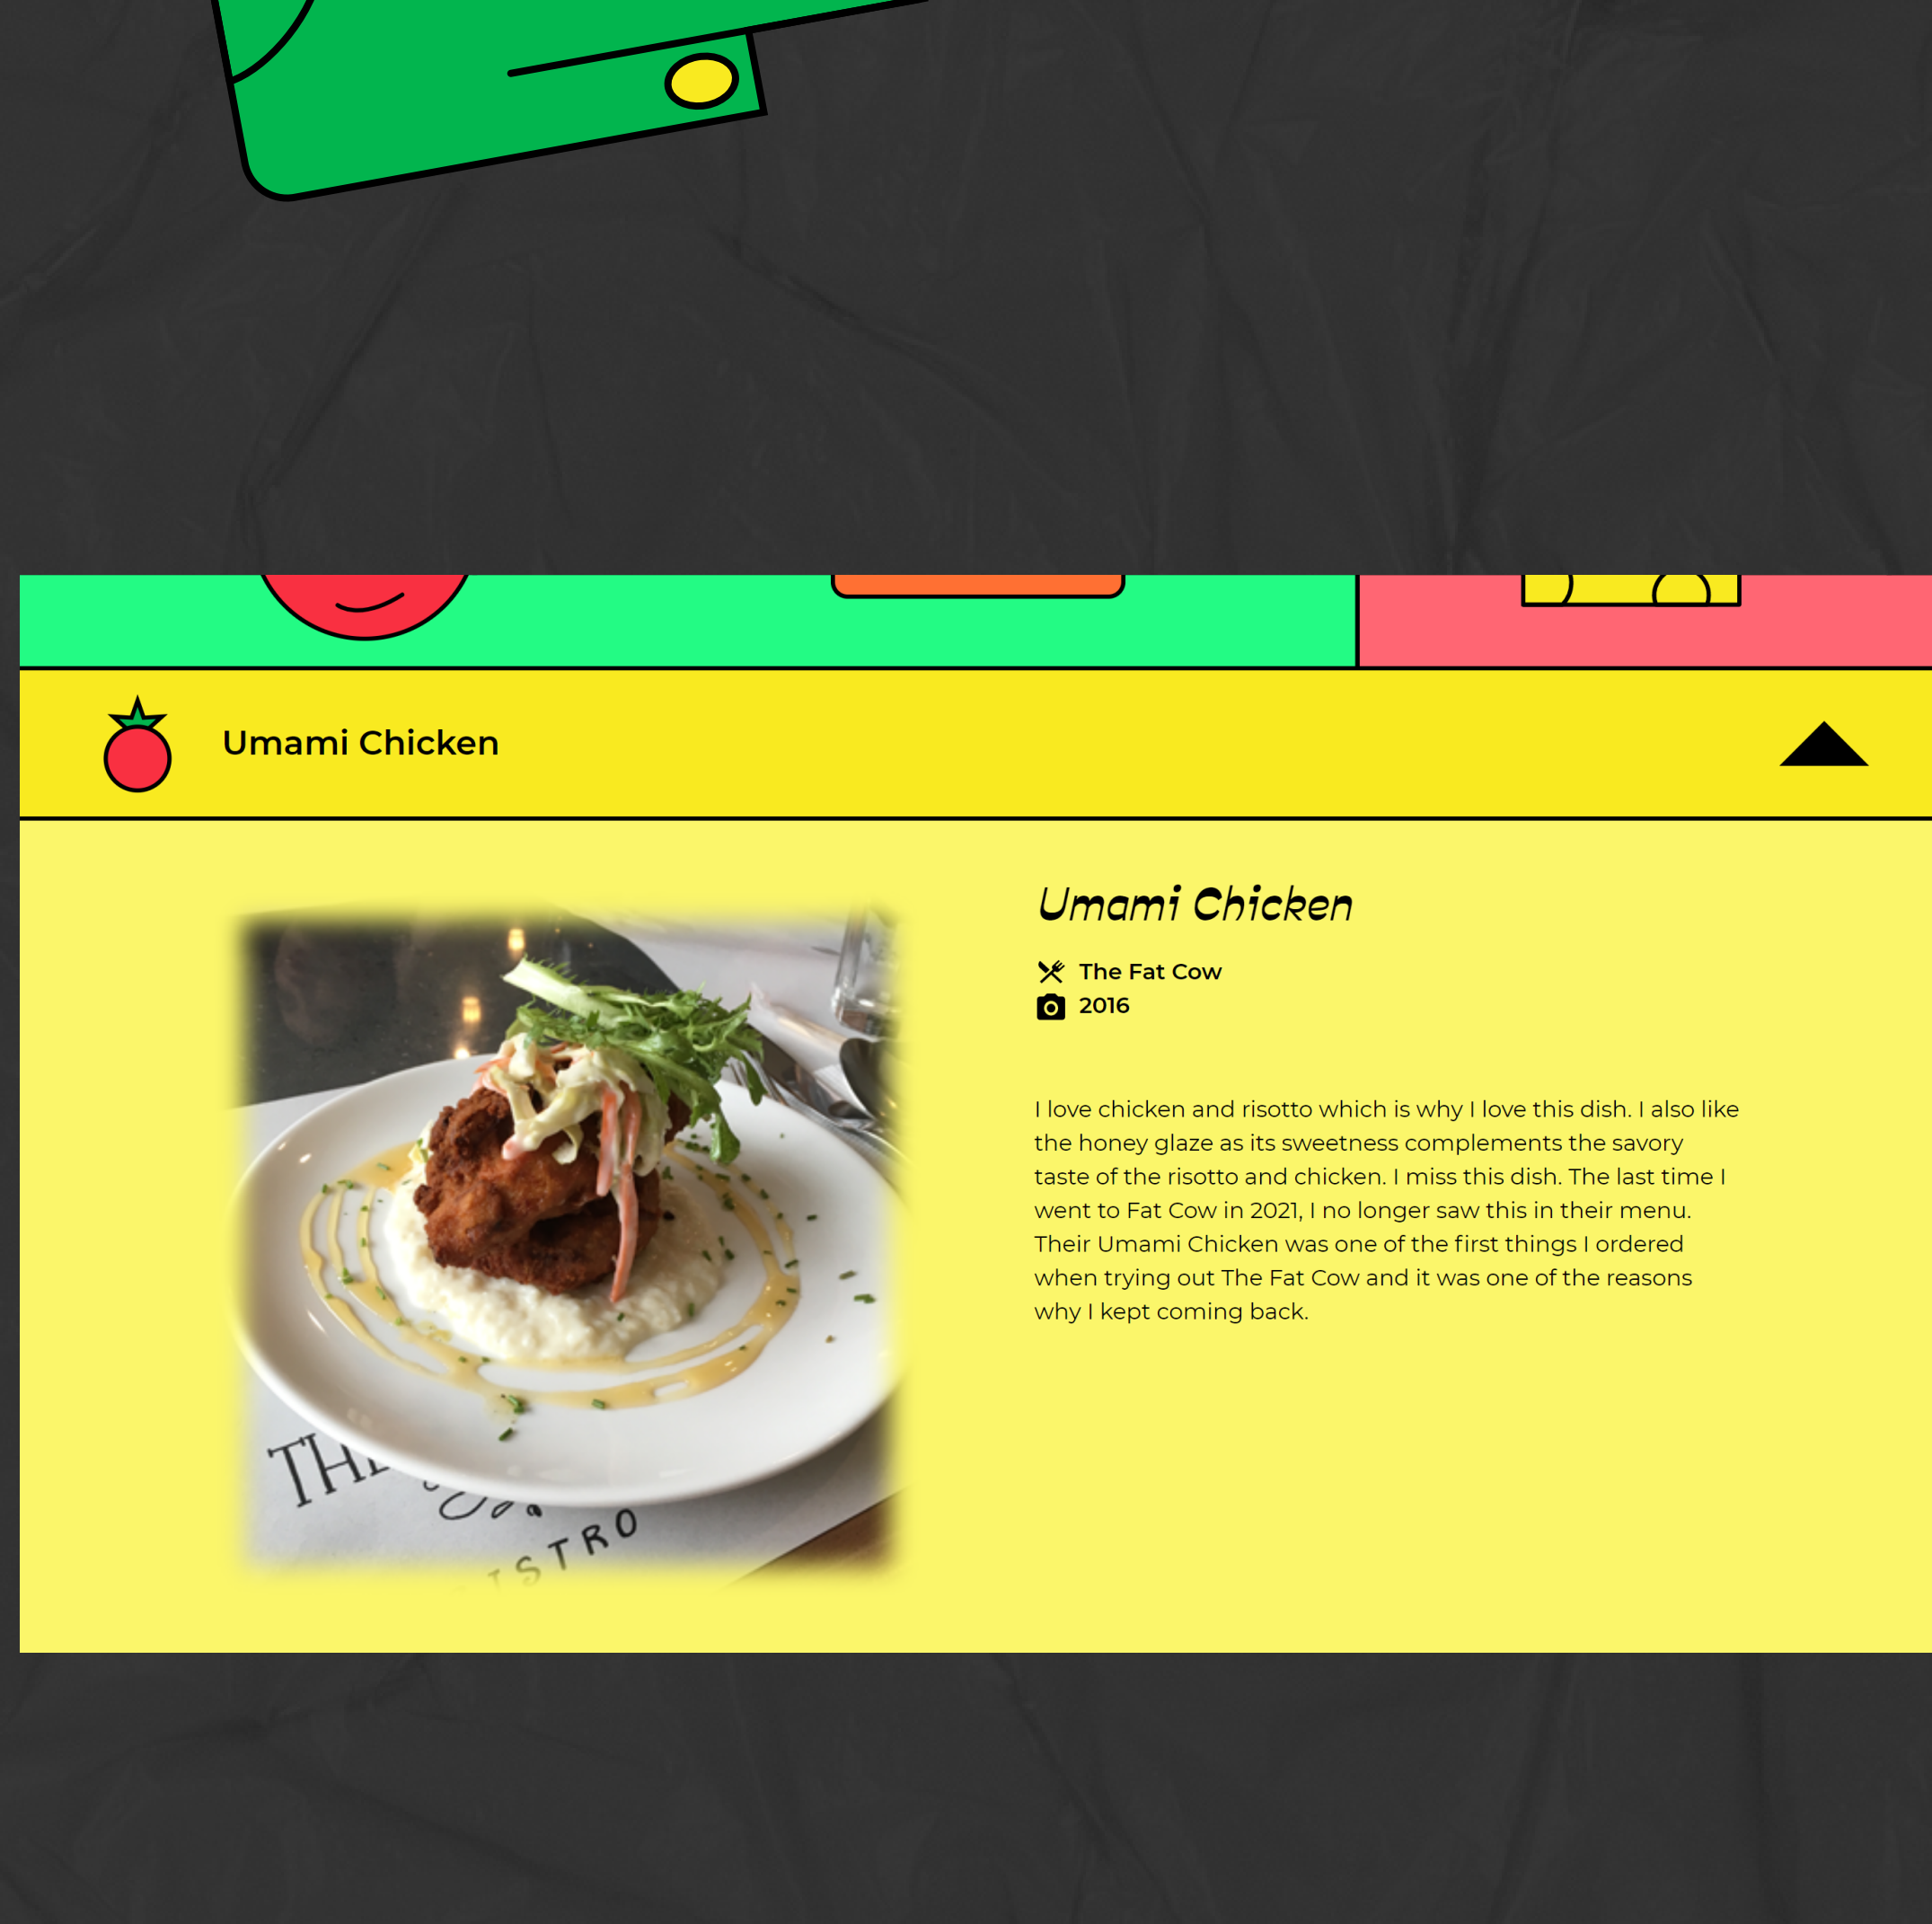 Umami Chicken
Umami Chicken
The Fat Cow
2016
I love chicken and risotto which is why I love this dish. I also like
the honey glaze as its sweetness complements the savory
taste of the risotto and chicken. I miss this dish. The last time I
went to Fat Cow in 2021, I no longer saw this in their menu.
Their Umami Chicken was one of the first things I ordered
when trying out The Fat Cow and it was one of the reasons
why I kept coming back.
THE
ISTRO